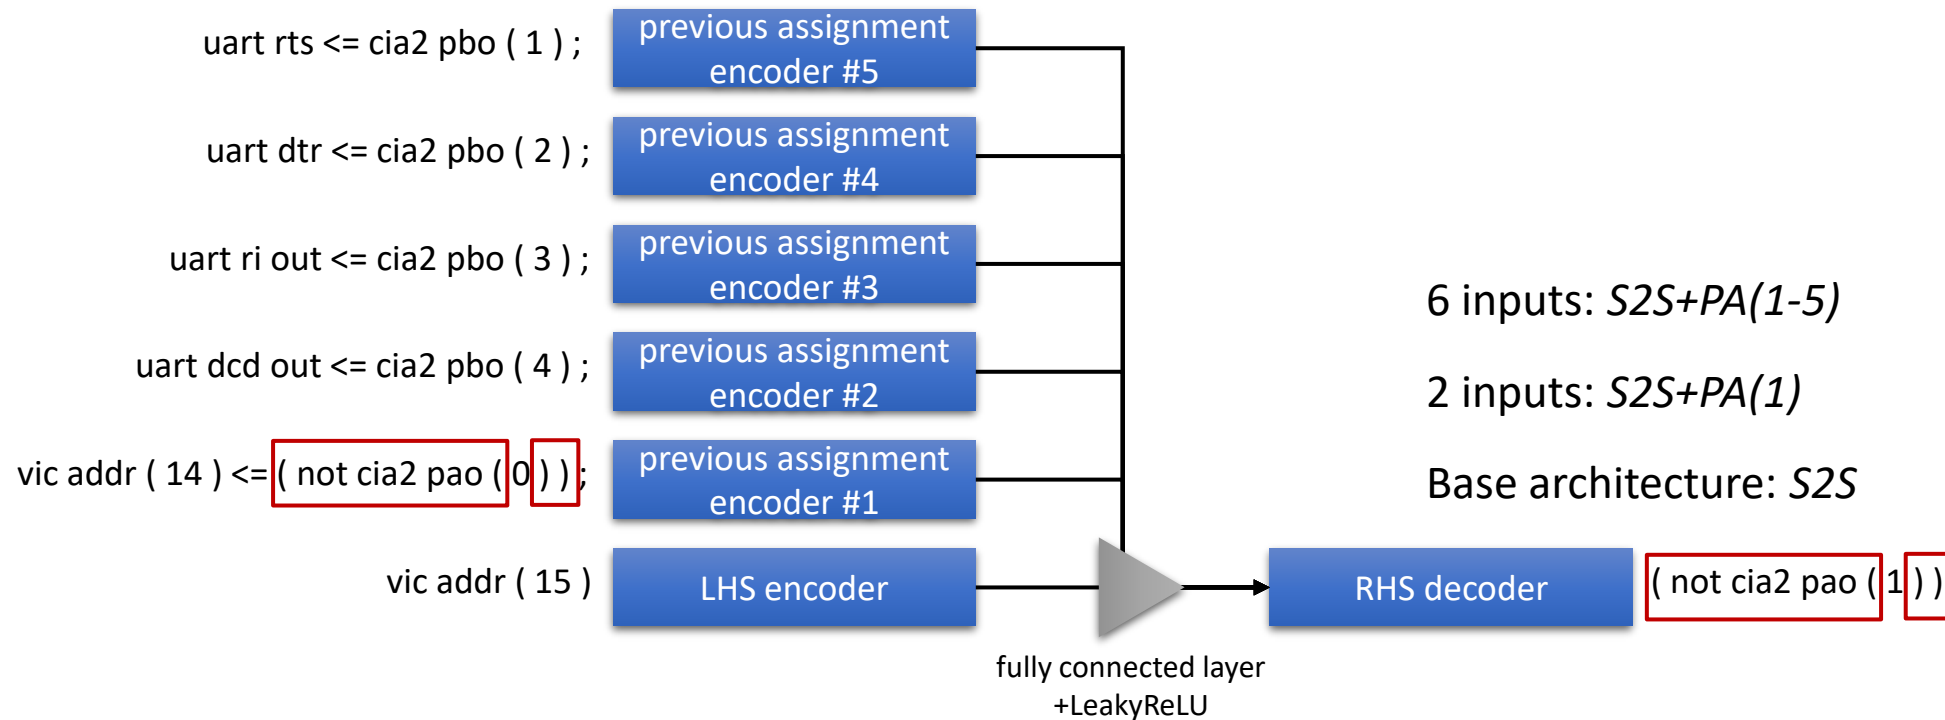 uart rts <= cia2 pbo ( 1 ) ;
previous assignment
encoder #5
uart dtr <= cia2 pbo ( 2 ) ;
previous assignment
encoder #4
uart ri out <= cia2 pbo ( 3 ) ;
previous assignment
encoder #3
uart dcd out <= cia2 pbo ( 4 ) ;
previous assignment
encoder #2
vic addr ( 14 ) <= ( not cia2 pao ( 0 ) ) ;
previous assignment
encoder #1
vic addr ( 15 )
LHS encoder
fully connected layer
+LeakyReLU
RHS decoder
( not cia2 pao ( 1 ) )
6 inputs: S2S+PA(1-5)
2 inputs: S2S+PA(1)
Base architecture: S2S